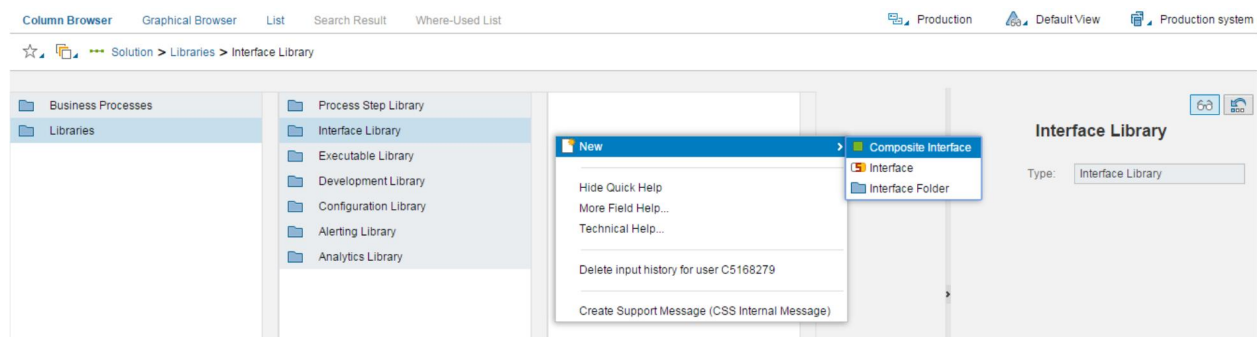 Column Browser Graphical Browser List Search Result Where-Used List Production Default View Production system
Solution > Libraries > Interface Library
Business Processes
Libraries
Process Step Library
Interface Library
Executable Library
Development Library
Configuration Library
Alerting Library
Analytics Library
New
Hide Quick Help
More Field Help...
Technical Help...
Delete input history for user C5168279
Create Support Message (CSS Internal Message)
Composite Interface
Interface
Interface Folder
Interface Library
Type: Interface Library